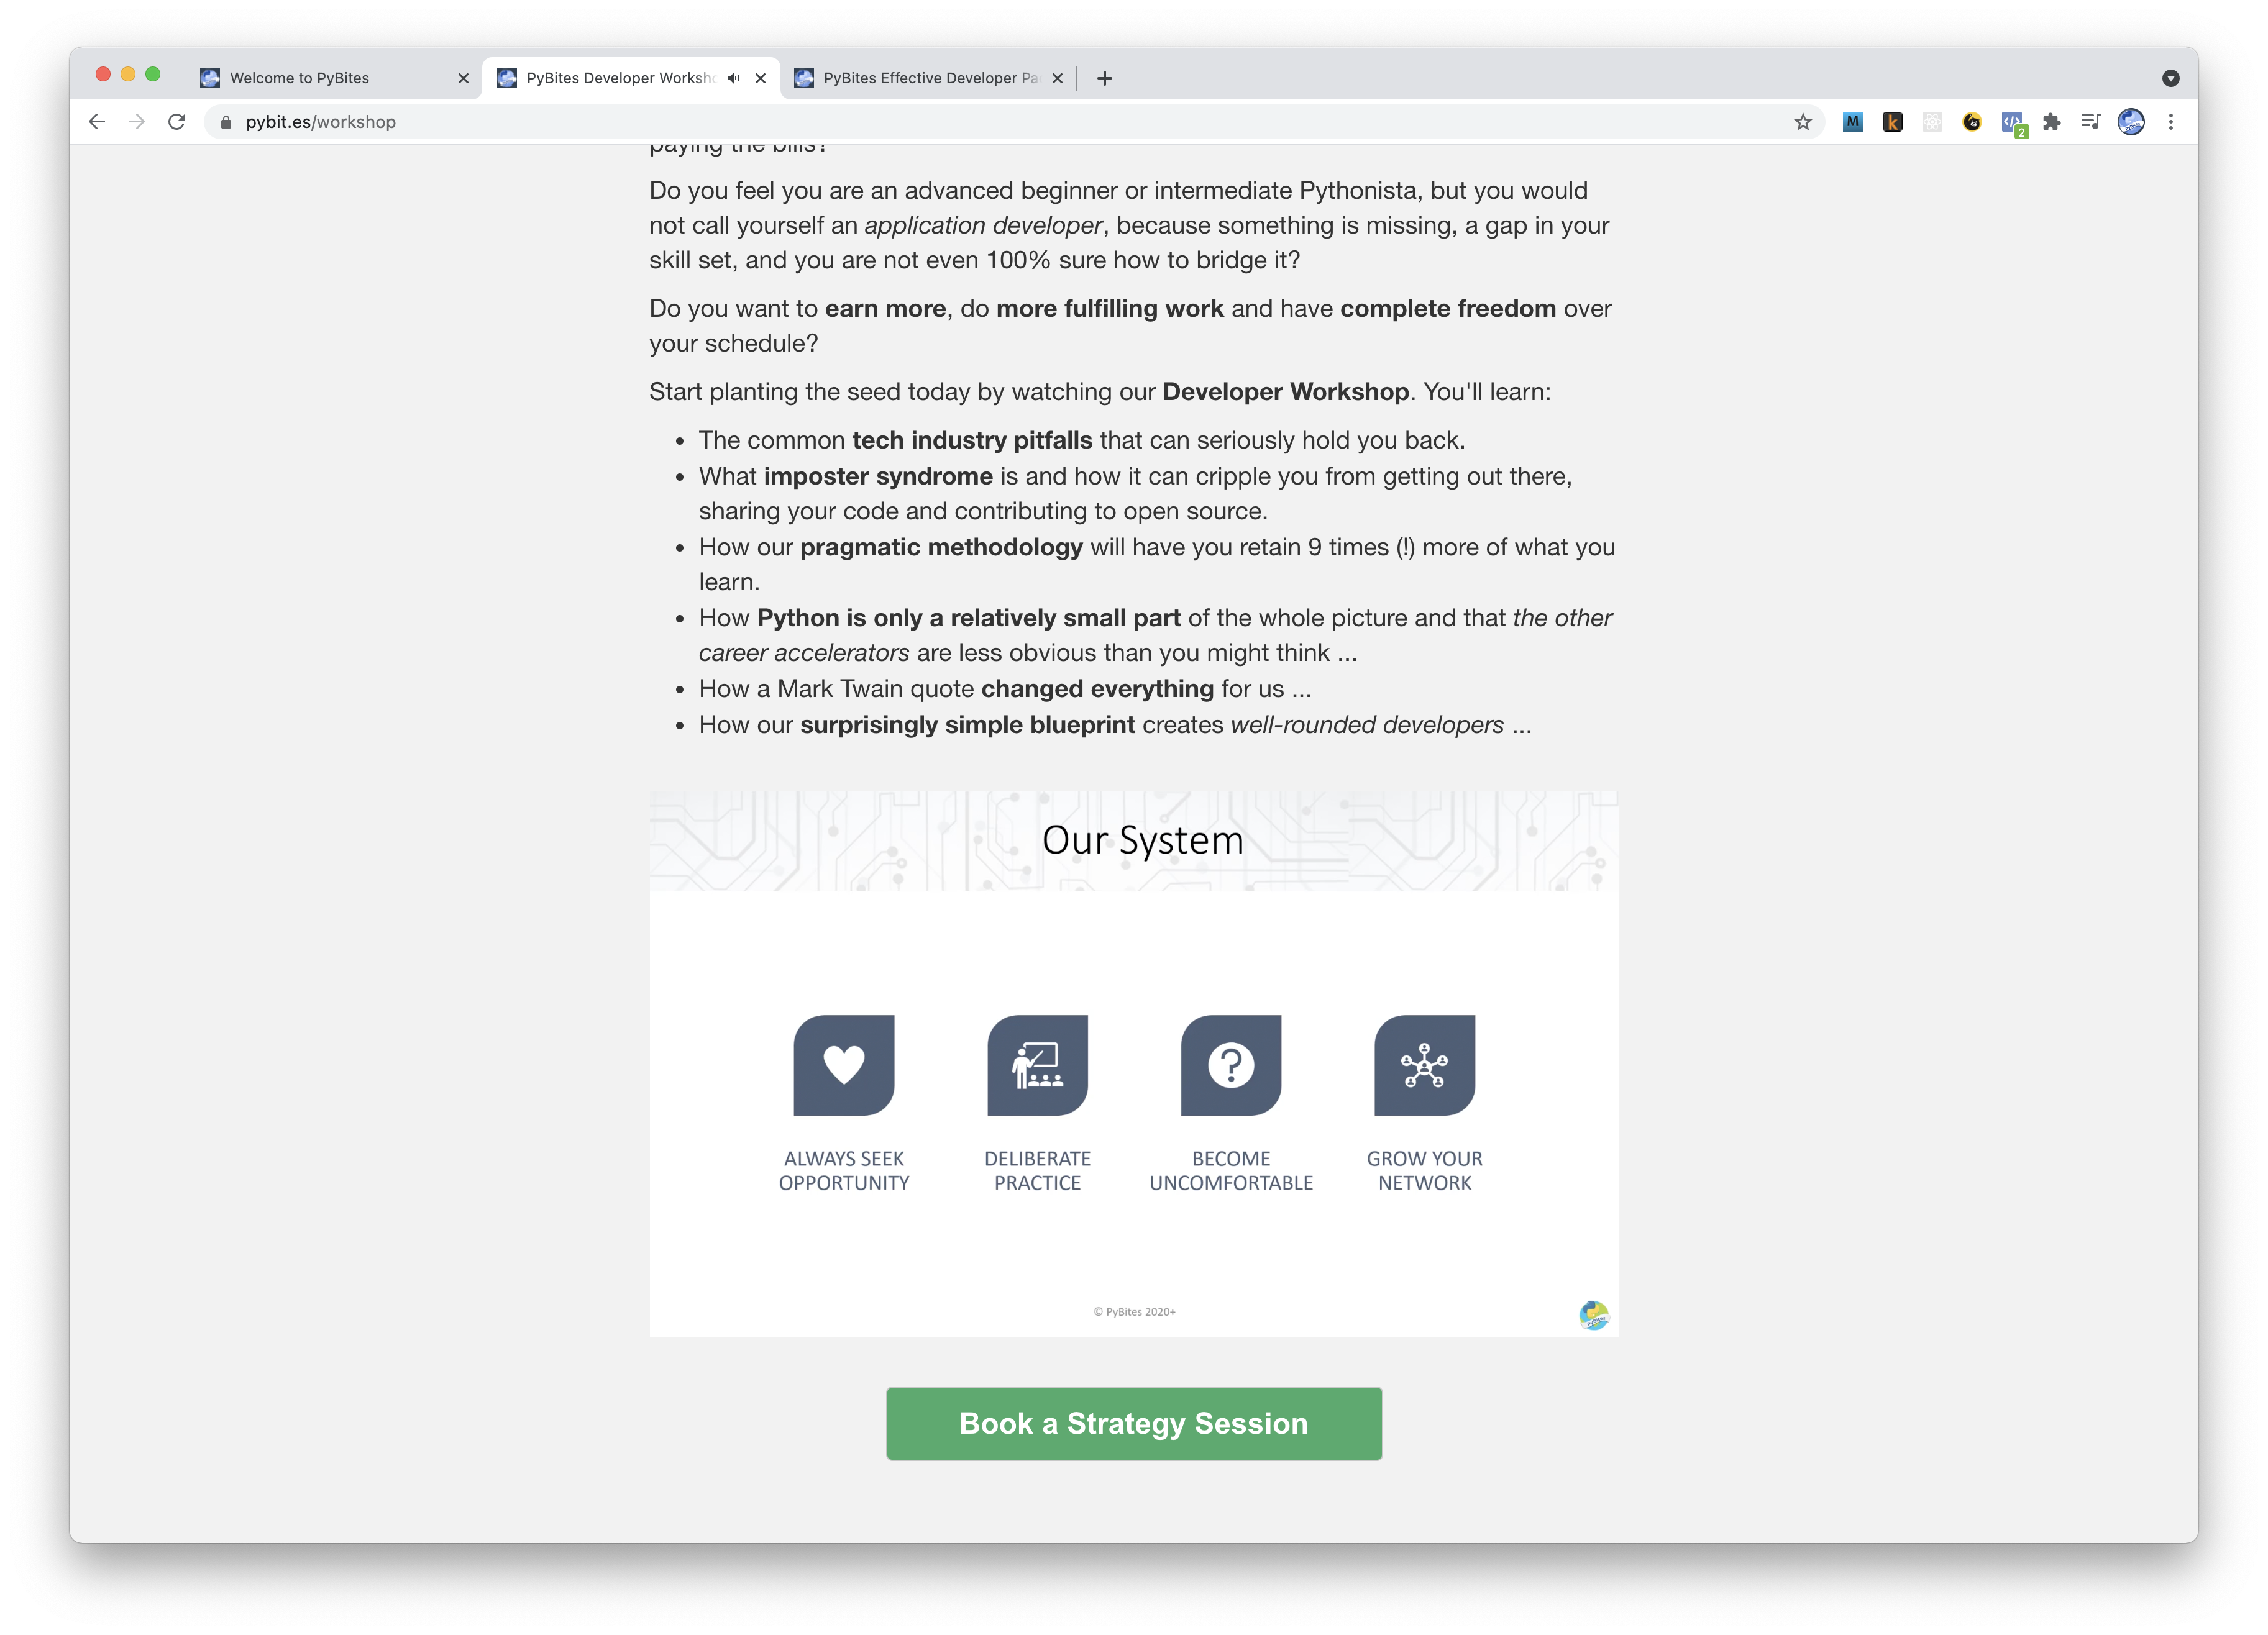 Welcome to PyBites
PyBites Developer Worksho
PyBites Effective Developer Pa
pybit.es/workshop
M
k
2
paying the bills?
Do you feel you are an advanced beginner or intermediate Pythonista, but you would
not call yourself an application developer, because something is missing, a gap in your
skill set, and you are not even 100% sure how to bridge it?
Do you want to earn more, do more fulfilling work and have complete freedom over
your schedule?
Start planting the seed today by watching our Developer Workshop. You'll learn:
• The common tech industry pitfalls that can seriously hold you back.
• What imposter syndrome is and how it can cripple you from getting out there,
sharing your code and contributing to open source.
• How our pragmatic methodology will have you retain 9 times (!) more of what you
learn.
• How Python is only a relatively small part of the whole picture and that the other
career accelerators are less obvious than you might think ...
• How a Mark Twain quote changed everything for us ...
• How our surprisingly simple blueprint creates well-rounded developers ...
Our System
ALWAYS SEEK
OPPORTUNITY
DELIBERATE
PRACTICE
BECOME
UNCOMFORTABLE
GROW YOUR
NETWORK
© PyBites 2020+
PyBites
Book a Strategy Session